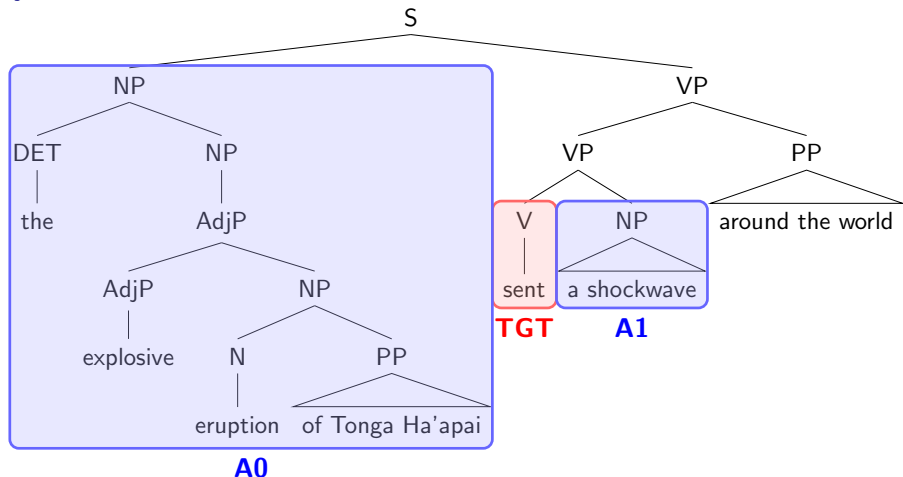 S
NP VP
DET NP VP PP
the AdjP V NP around the world
AdjP NP sent a shockwave
TGT A1
explosive N PP
eruption of Tonga Ha'apai
A0